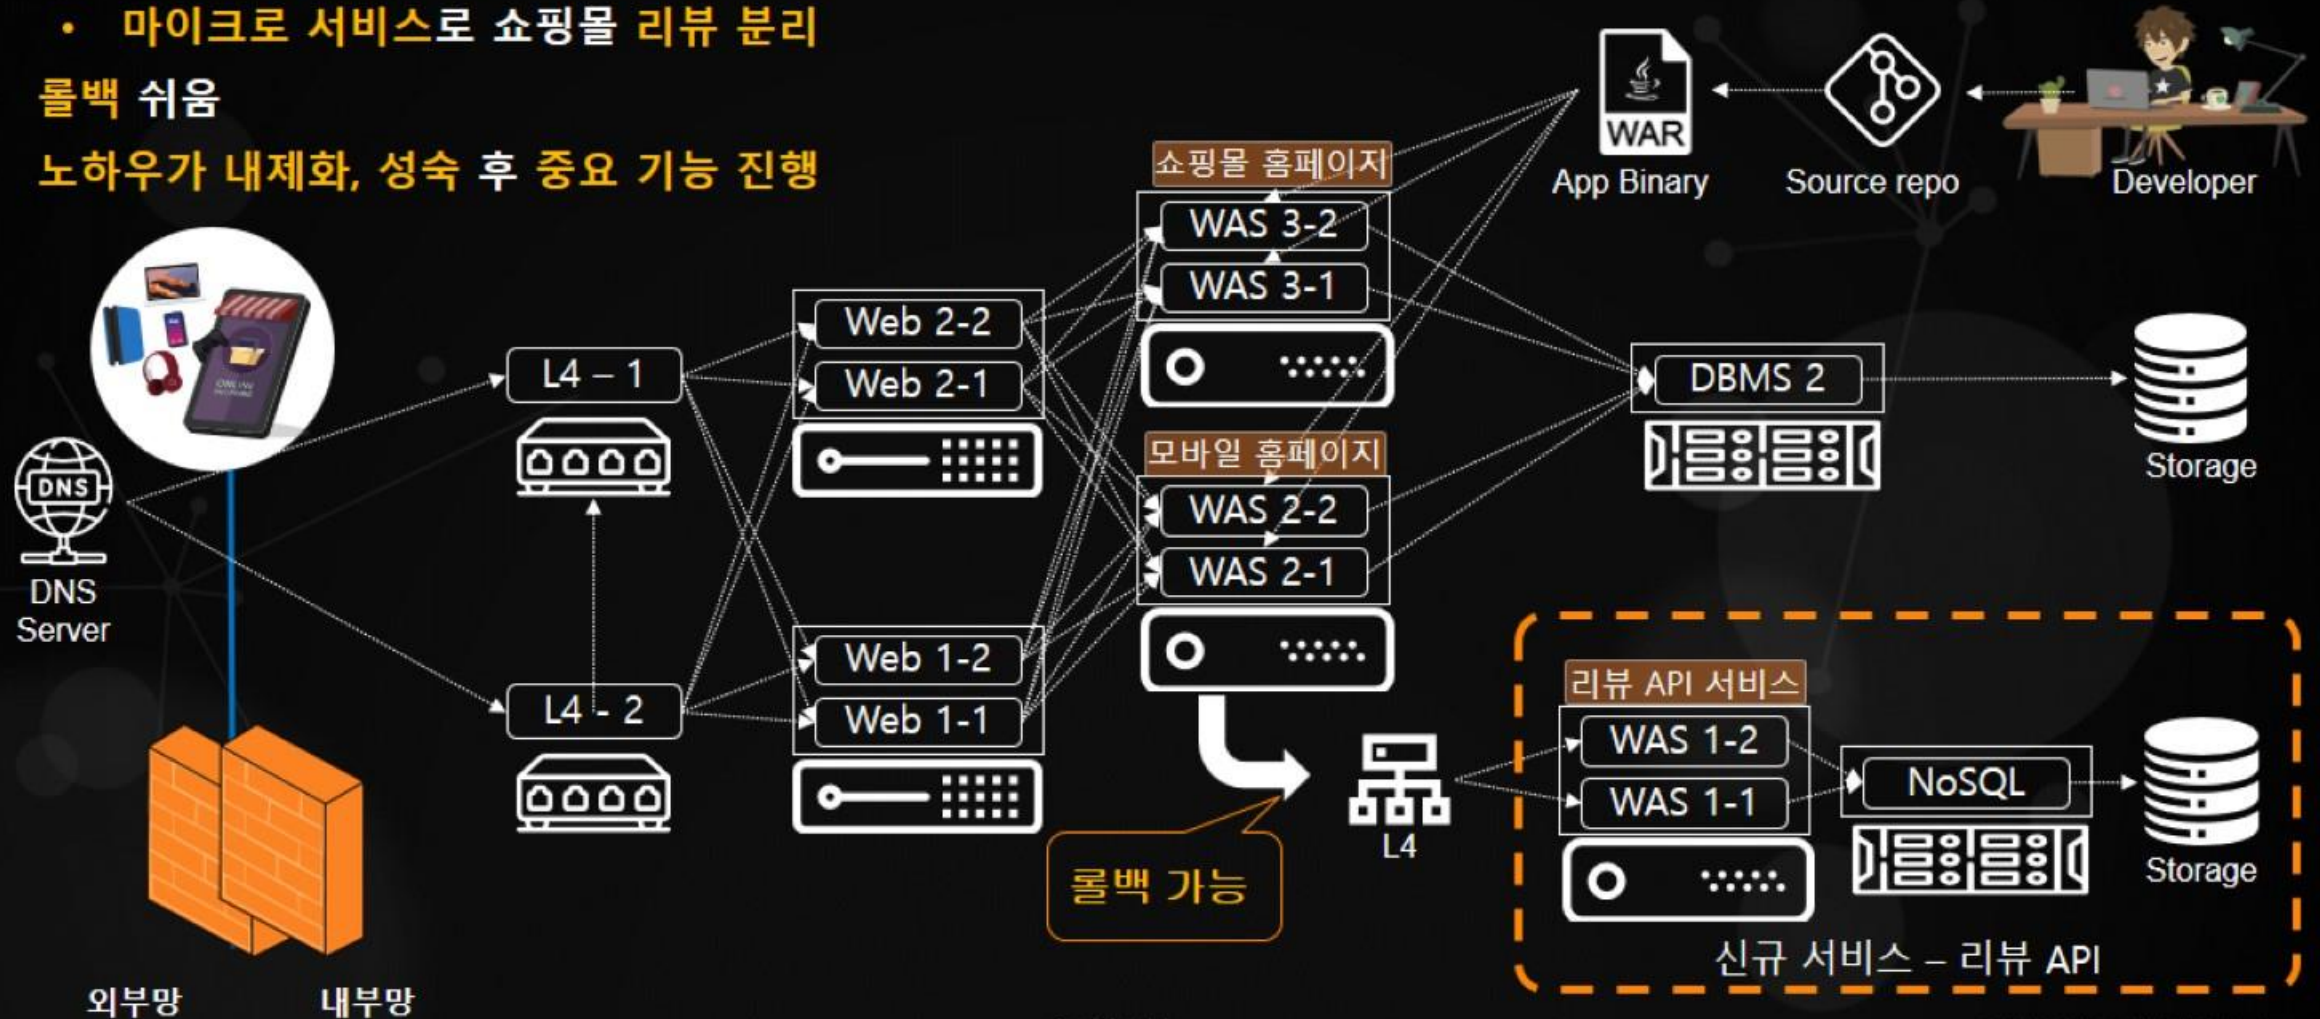 • 마이크로 서비스로 쇼핑몰 리뷰 분리
롤백 쉬움
노하우가 내제화, 성숙 후 중요 기능 진행
WAR
App Binary
Source repo
Developer
쇼핑몰 홈페이지
WAS 3-2
WAS 3-1
Web 2-2
Web 2-1
L4 – 1
DBMS 2
Storage
ONLINE
DNS
DNS
Server
모바일 홈페이지
WAS 2-2
WAS 2-1
Web 1-2
Web 1-1
L4 - 2
리뷰 API 서비스
WAS 1-2
WAS 1-1
NoSQL
Storage
L4
롤백 가능
신규 서비스 – 리뷰 API
외부망
내부망